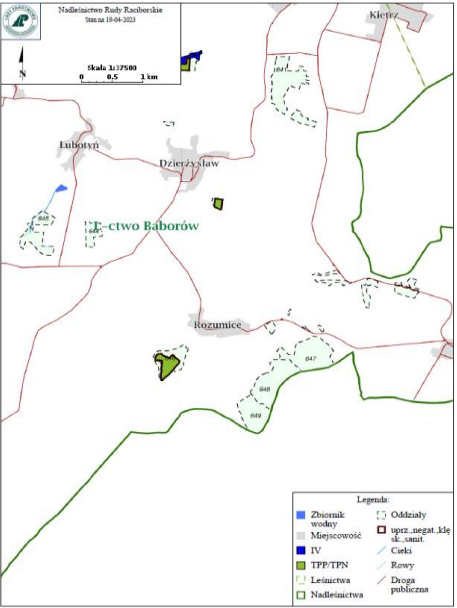 Nadleśnictwo Rudy Raciborskie
Stan na 19-04-2023
Skala 1:37500
0 0.5 1 km
N
Kietrz
641
Lubotyń
Dzierżysław
645
L-ctwo Baborów
Rozumice
647
648
649
Legenda:
Zbiornik wodny
Miejscowość
IV
TPP/TPN
Leśnictwa
Nadleśnictwa
Oddziały
uprz.,negat.,klę
sk.,sanit.
Cieki
Rowy
Droga
publiczna